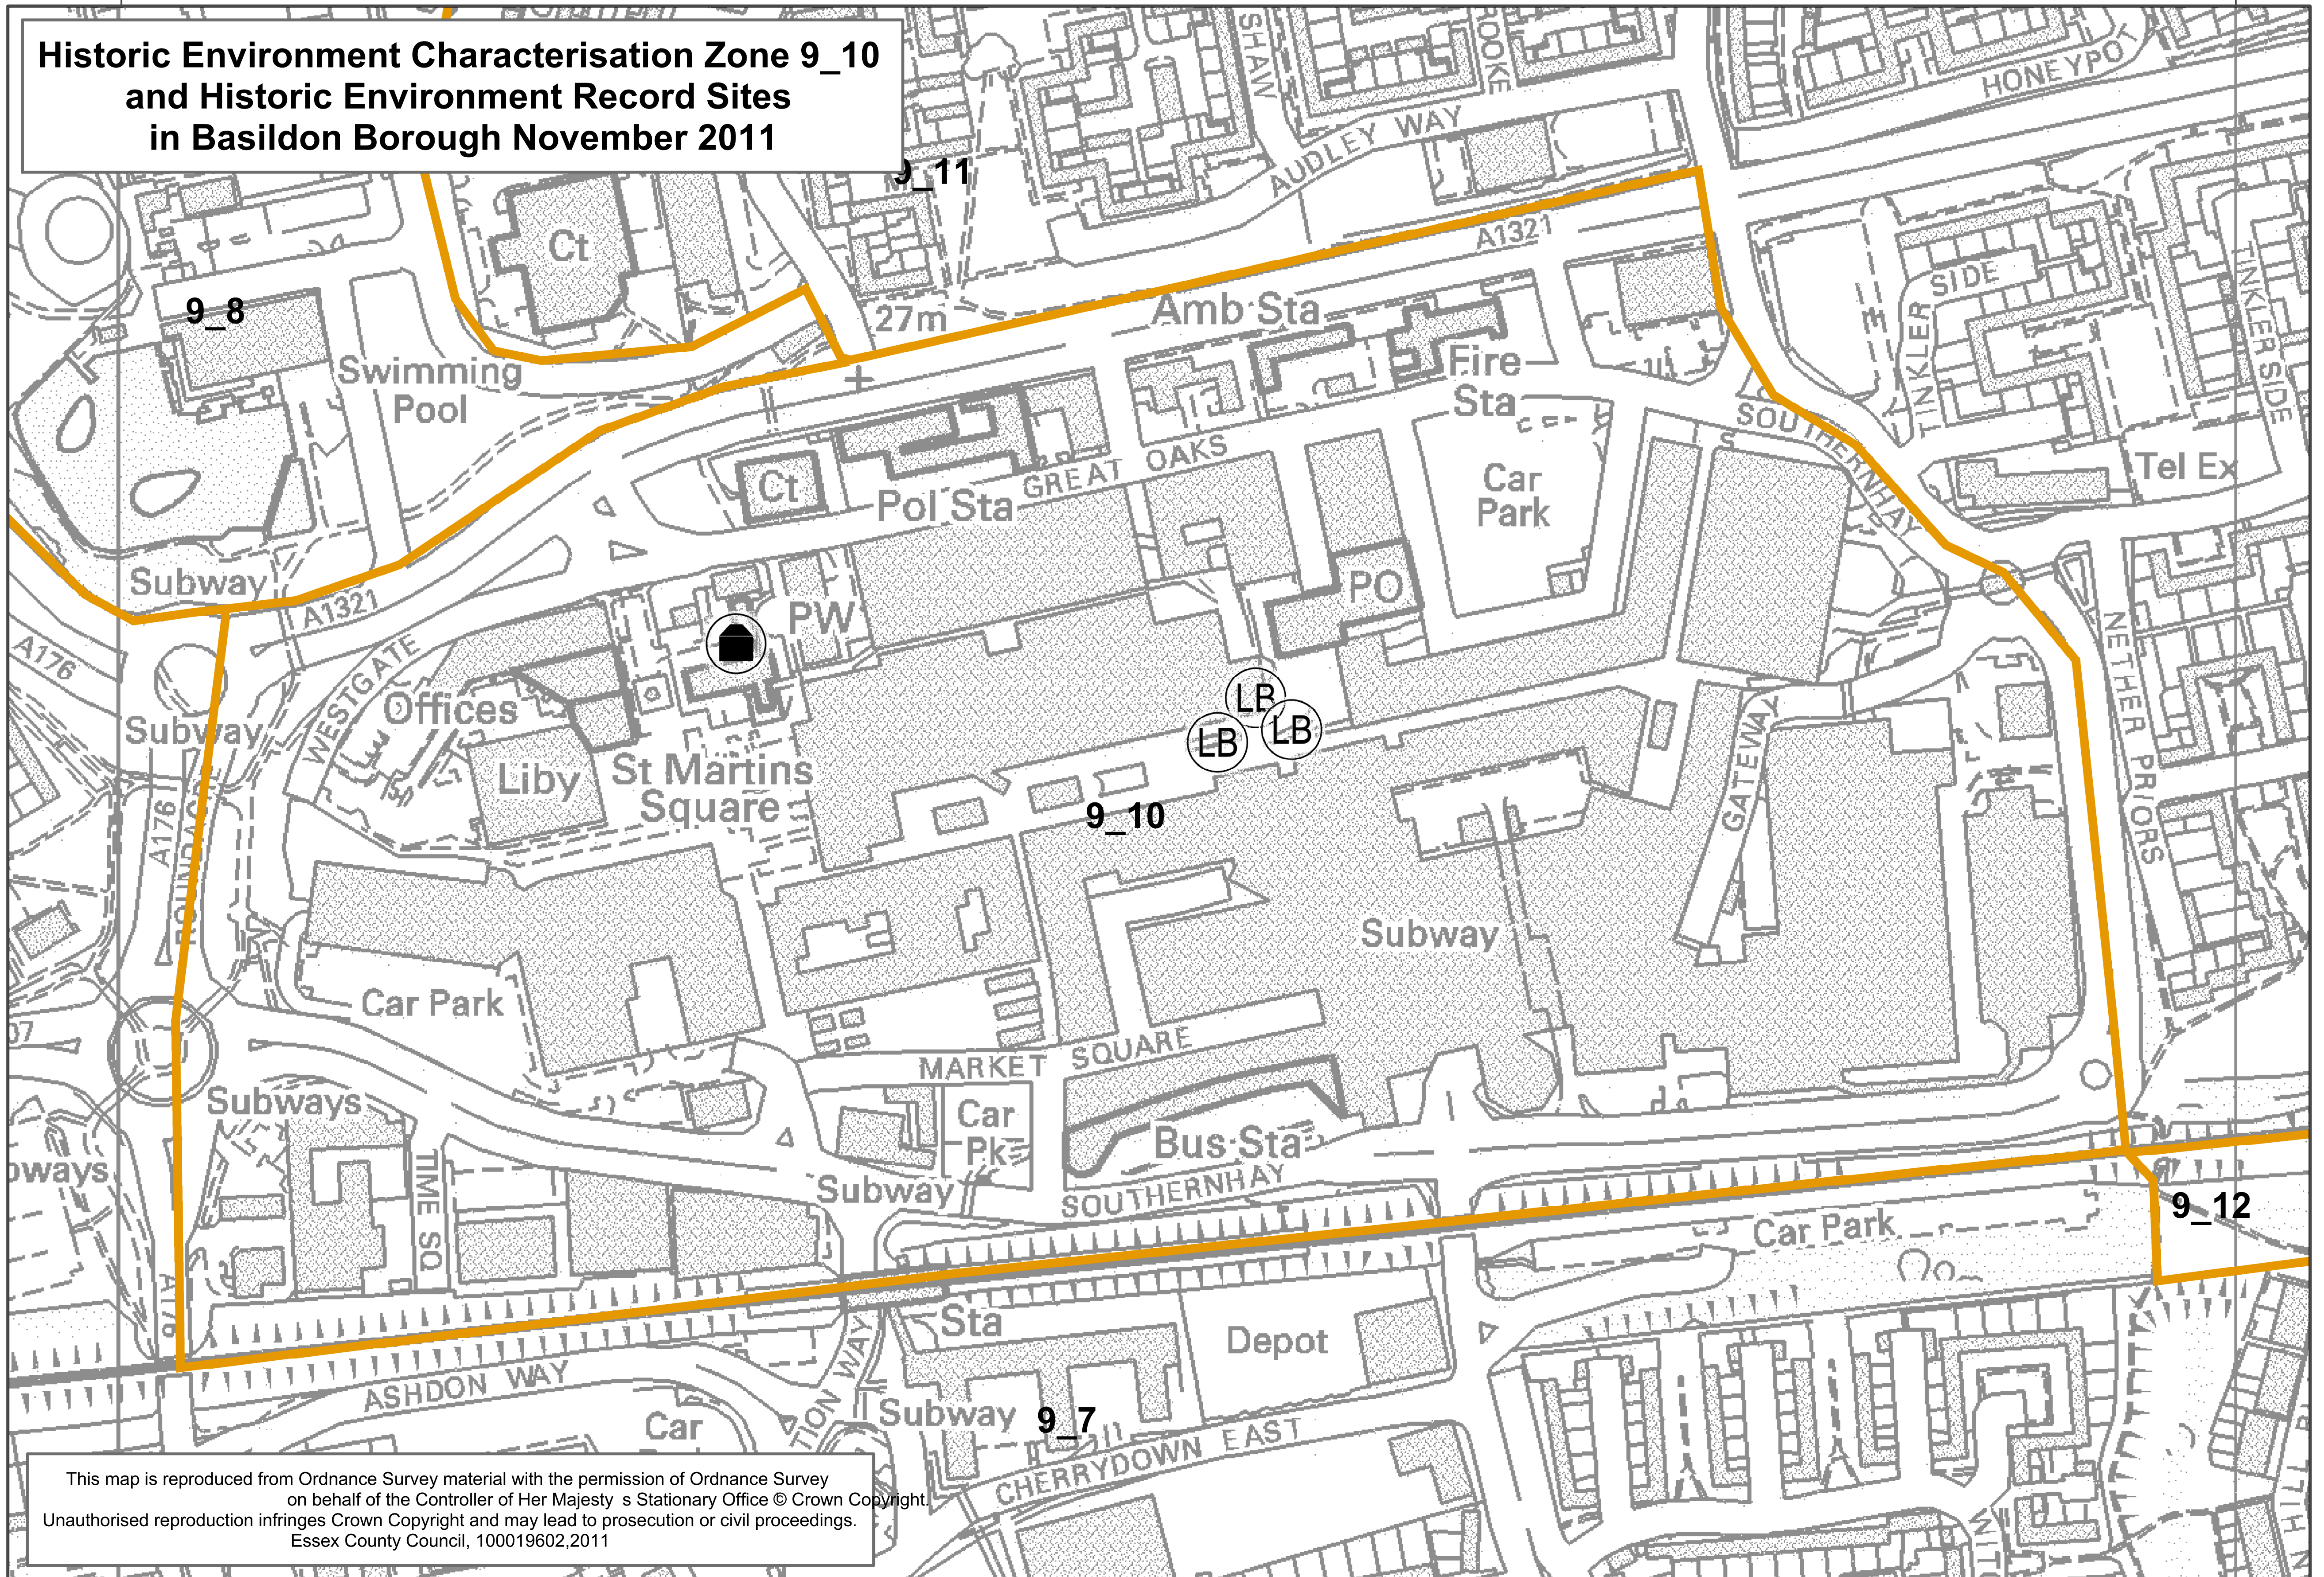 Historic Environment Characterisation Zone 9_10
and Historic Environment Record Sites
in Basildon Borough November 2011
SHAW
HONEYPOT
AUDLEY WAY
9_11
A1321
Ct
9_8
27m
Amb Sta
TINKLER SIDE
TINKLERSIDE
Swimming
Pool
Fire
Sta
SOUTHERNHAY
Tel Ex
Ct
Pol Sta
GREAT OAKS
Car
Park
Subway
A1321
PW
PO
A176
WESTGATE
Offices
Subway
LB
LB
LB
Liby
St Martins
Square
GATEWAY
NETHER PRIORS
9_10
A176
ROUNDACRE
Subway
Car Park
MARKET SQUARE
Subways
Car
Pk
Bus Sta
TIME SQ
Subway
SOUTHERNHAY
9_12
Car Park
A176
Sta
Depot
ASHDON WAY
Car
Subway
9_7
CHERRYDOWN EAST
This map is reproduced from Ordnance Survey material with the permission of Ordnance Survey
on behalf of the Controller of Her Majesty s Stationary Office © Crown Copyright.
Unauthorised reproduction infringes Crown Copyright and may lead to prosecution or civil proceedings.
Essex County Council, 100019602,2011